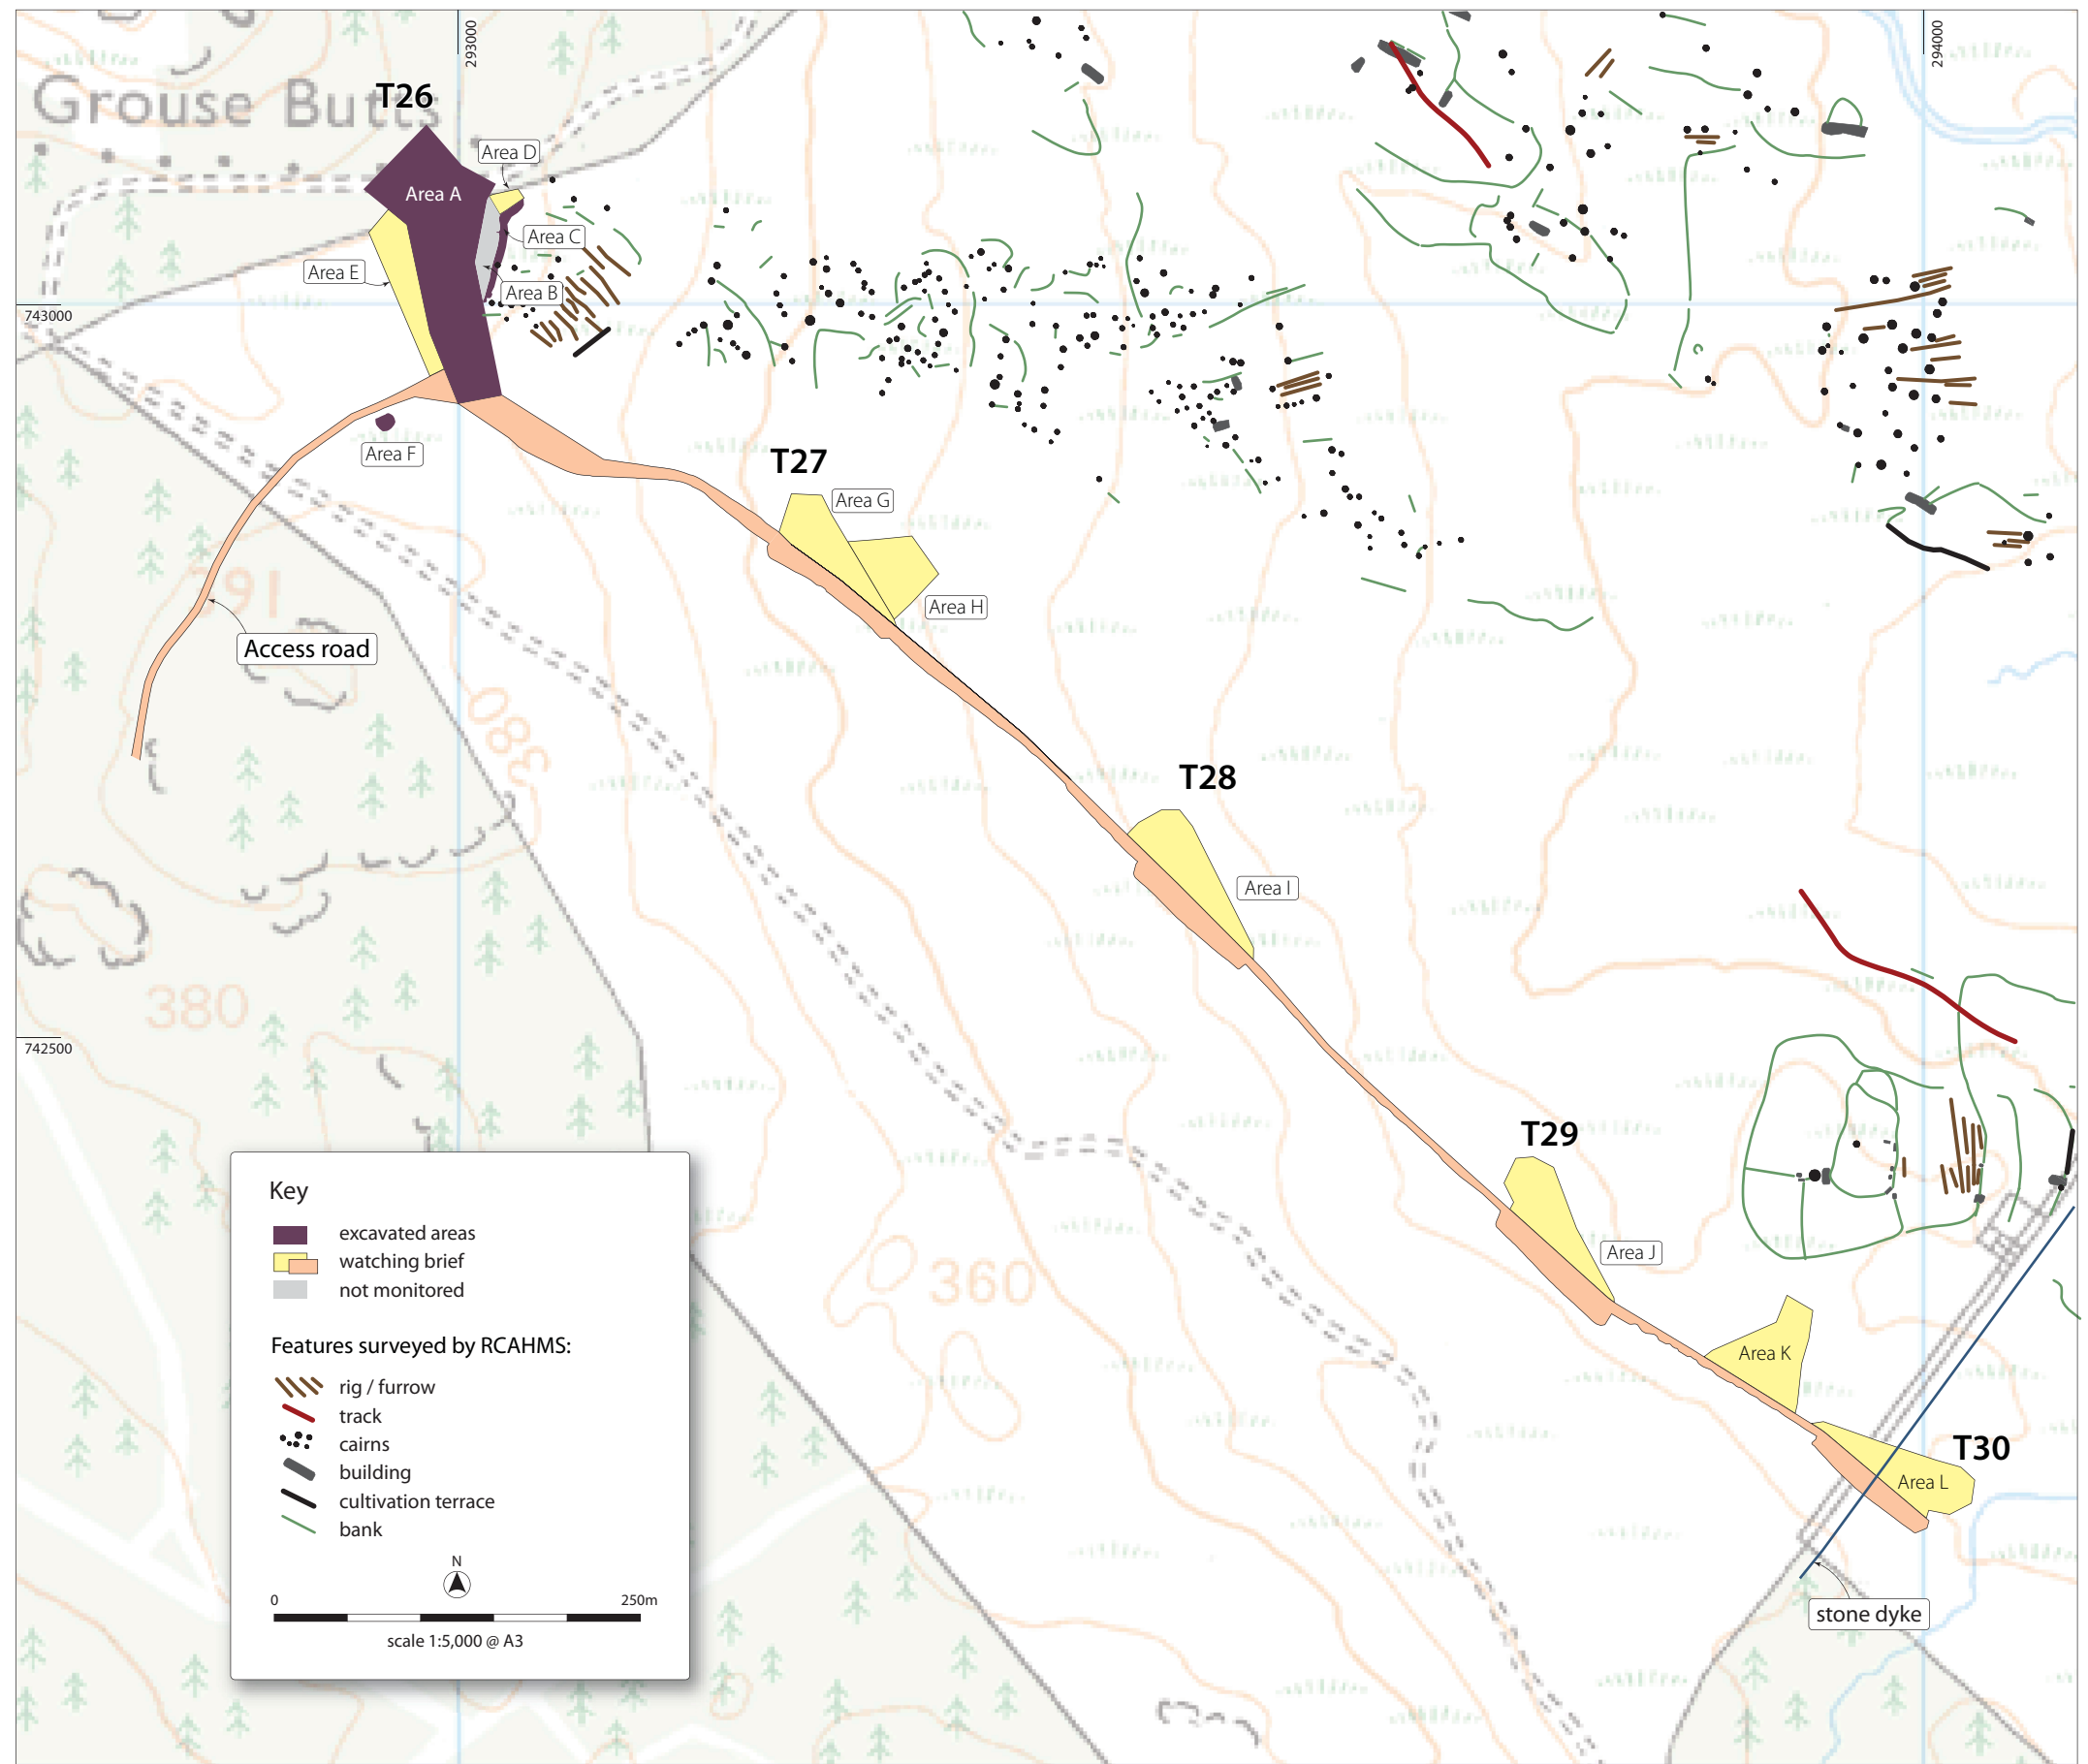 293000
294000
Grouse Butts
T26
Area D
Area A
Area C
Area E
Area B
743000
Area F
T27
Area G
391
Area H
Access road
380
T28
Area I
380
742500
T29
Area J
360
Area K
T30
Area L
stone dyke
Key
excavated areas
watching brief
not monitored
Features surveyed by RCAHMS:
rig / furrow
track
cairns
building
cultivation terrace
bank
N
0
250m
scale 1:5,000 @ A3